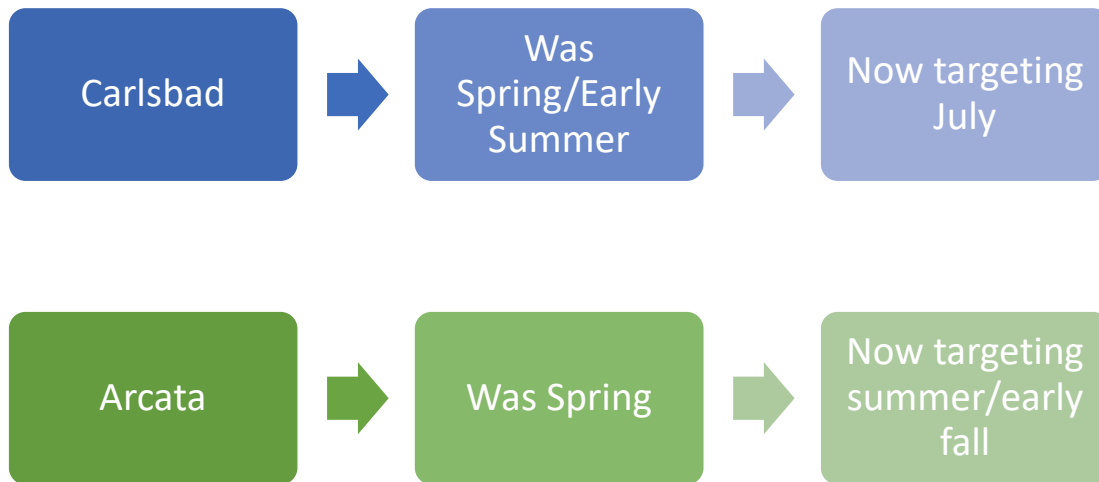 Carlsbad
Was
Spring/Early
Summer
Now targeting
July
Arcata
Was Spring
Now targeting
summer/early
fall